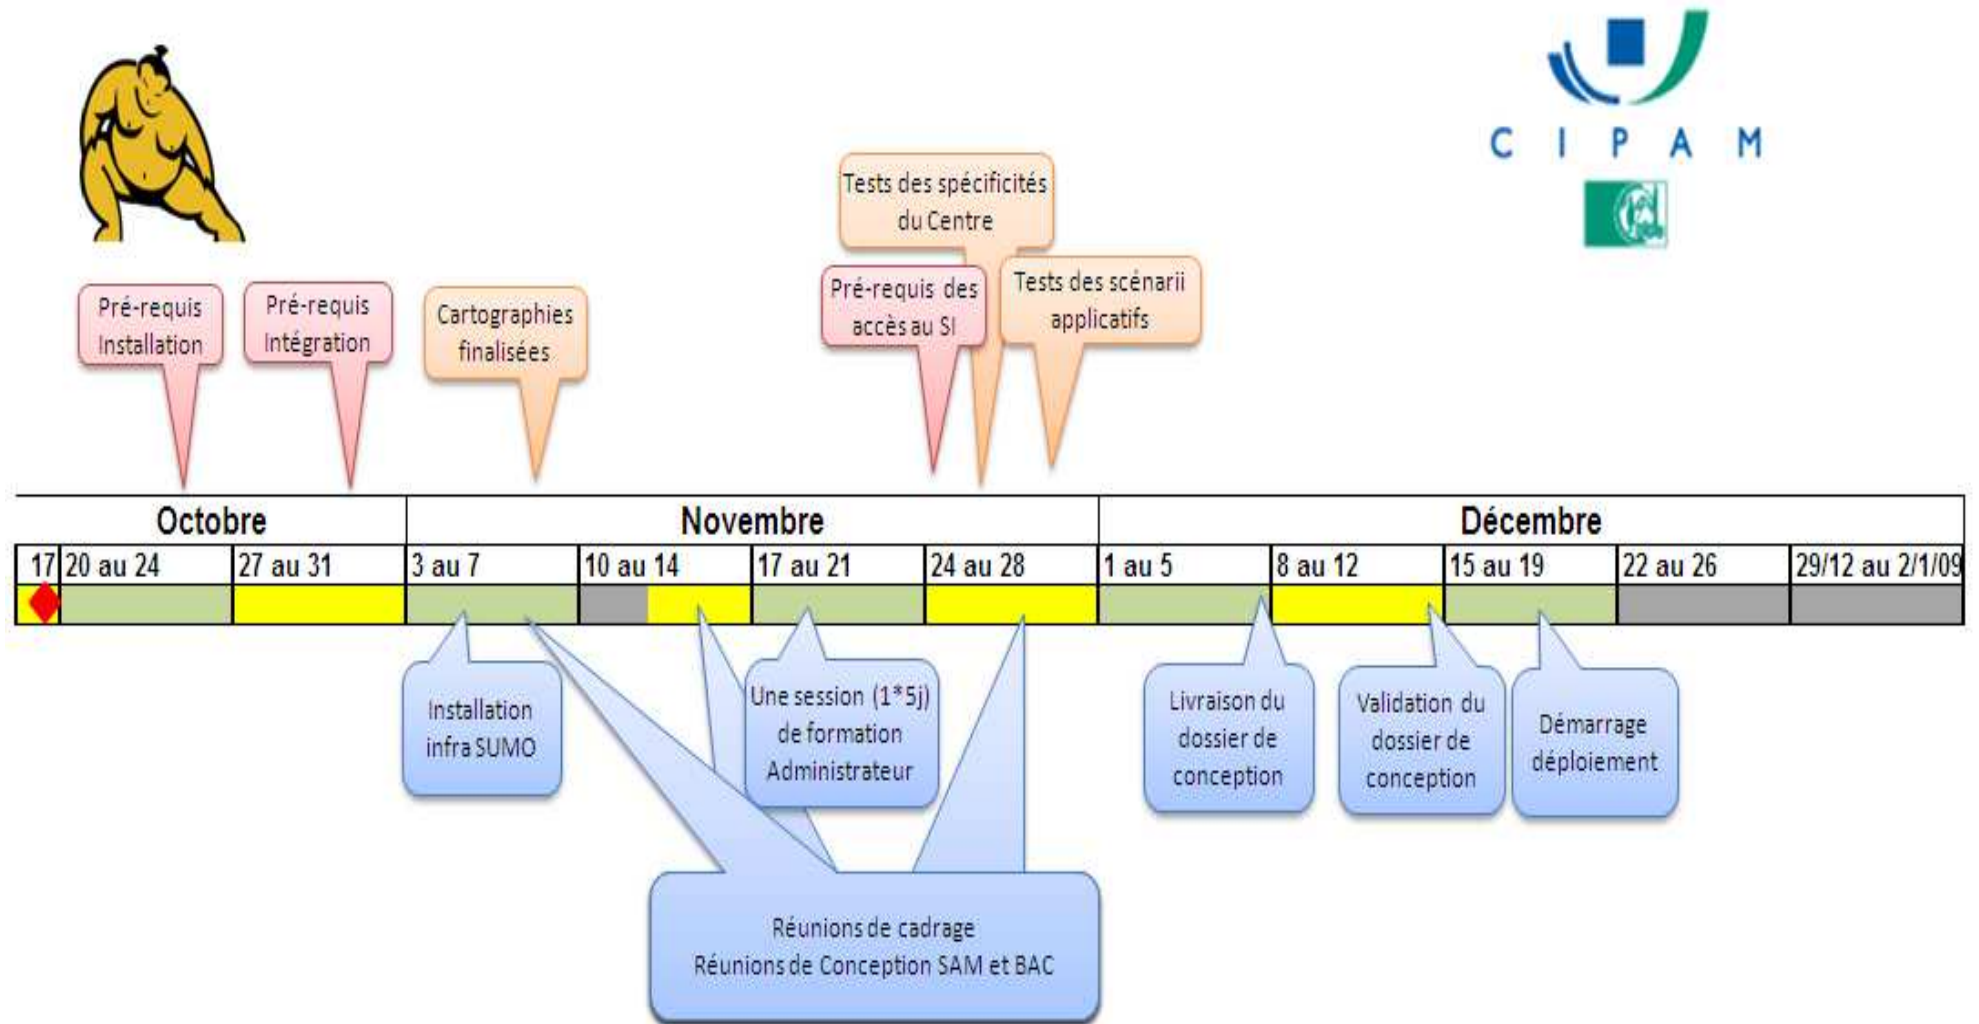 C I P A M
Tests des spécificités
du Centre
Pré-requis
Installation
Pré-requis
Intégration
Cartographies
finalisées
Pré-requis des
accès au SI
Tests des scénarii
applicatifs
Octobre
Novembre
Décembre
17
20 au 24
27 au 31
3 au 7
10 au 14
17 au 21
24 au 28
1 au 5
8 au 12
15 au 19
22 au 26
29/12 au 2/1/09
Installation
infra SUMO
Une session (1*5j)
de formation
Administrateur
Livraison du
dossier de
conception
Validation du
dossier de
conception
Démarrage
déploiement
Réunions de cadrage
Réunions de Conception SAM et BAC